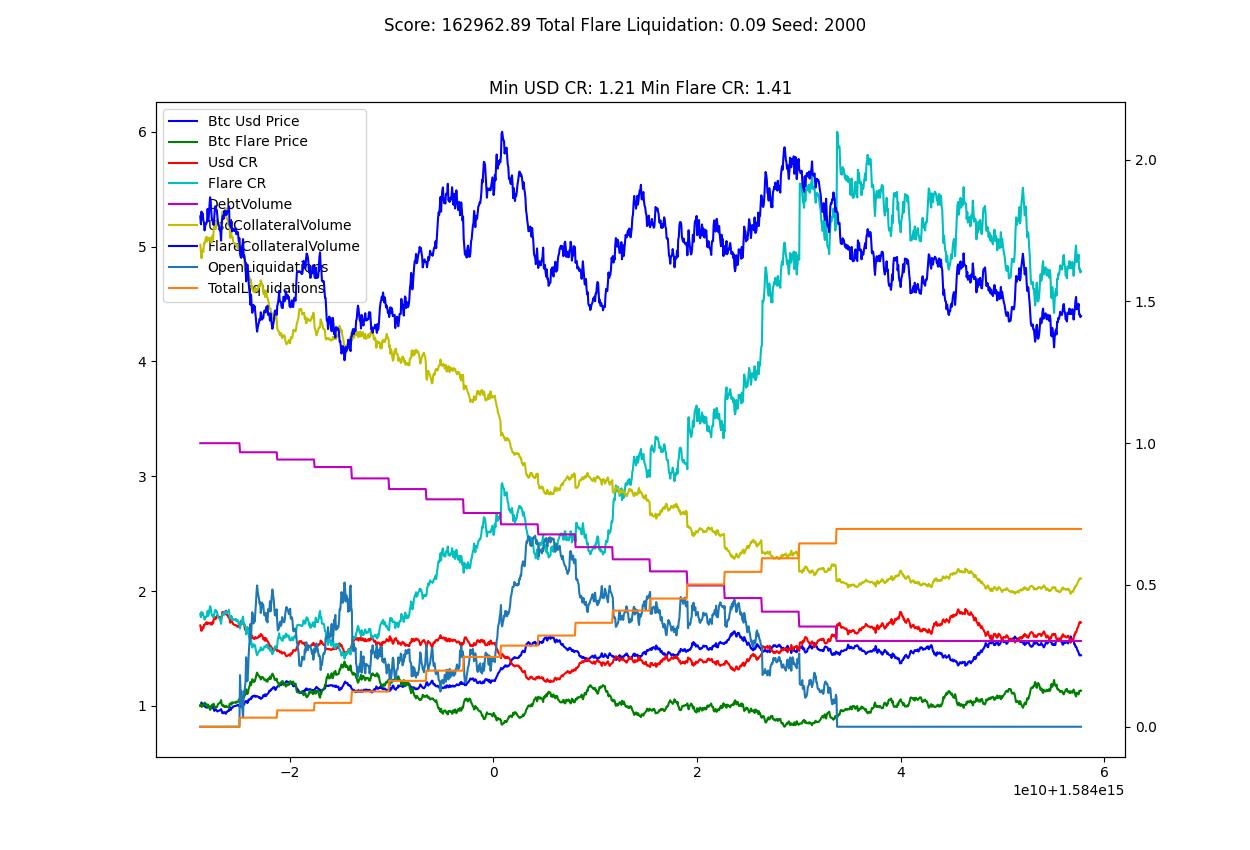 Score: 162962.89 Total Flare Liquidation: 0.09 Seed: 2000
Min USD CR: 1.21 Min Flare CR: 1.41
Btc Usd Price
Btc Flare Price
Usd CR
Flare CR
DebtVolume
UsdCollateralVolume
FlareCollateralVolume
OpenLiquidations
TotalLiquidations
6
5
4
3
2
1
2.0
1.5
1.0
0.5
0.0
−2
0
2
4
6
1e10+1.584e15